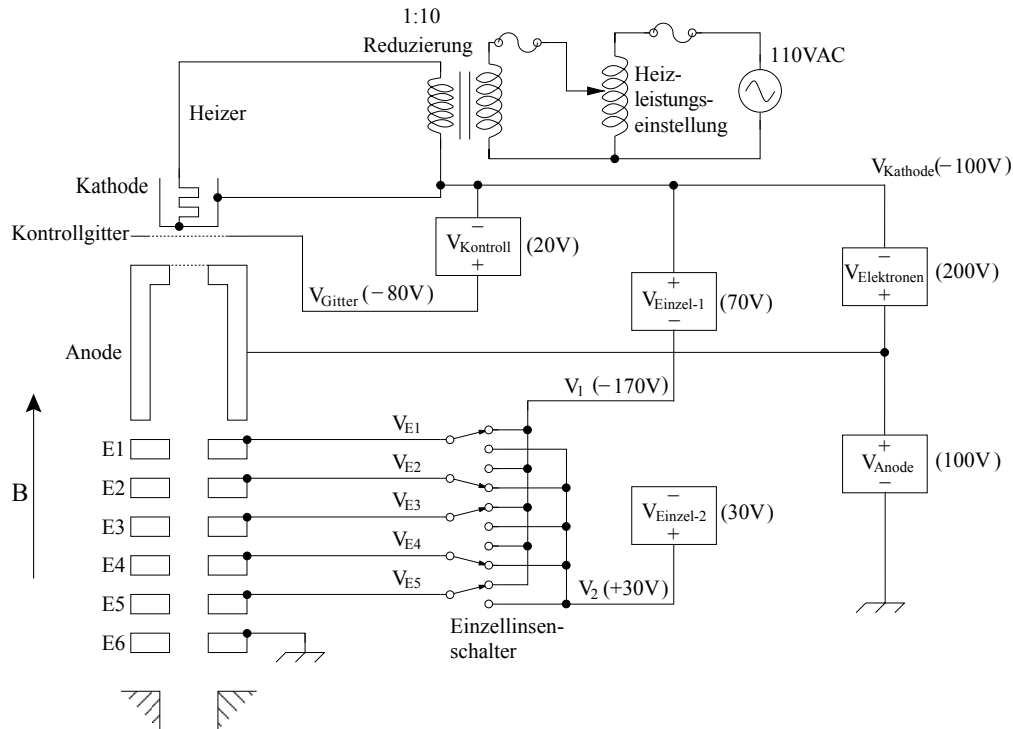 1:10
Reduzierung
110VAC
Heiz-
leistungs-
einstellung
Heizer
Kathode
V_Kathode (−100V)
Kontrollgitter
−
V_Kontroll
+
(20V)
V_Gitter (−80V)
+
V_Einzel-1
−
(70V)
−
V_Elektronen
+
(200V)
Anode
V_1 (−170V)
B
E1
E2
E3
E4
E5
E6
V_E1
V_E2
V_E3
V_E4
V_E5
−
V_Einzel-2
+
(30V)
+
V_Anode
−
(100V)
V_2 (+30V)
Einzellinsen-
schalter